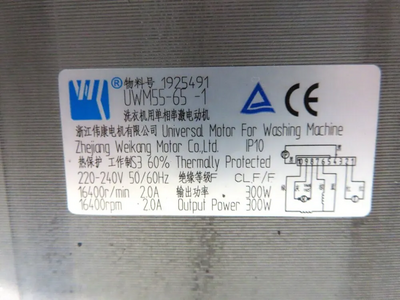 ® 物料号 1925491
UWM55-65 -1
洗衣机用单相串激电动机
CE
浙江伟康电机有限公司 Universal Motor For Washing Machine
Zhejiang Weikang Motor Co,Ltd. IP10
热保护 工作制S3 60% Thermally Protected
220-240V 50/60Hz 绝缘等级F CL,F/F
16400r/min 2.0A 输出功率 300W
16400rpm 2.0A Output Power 300W